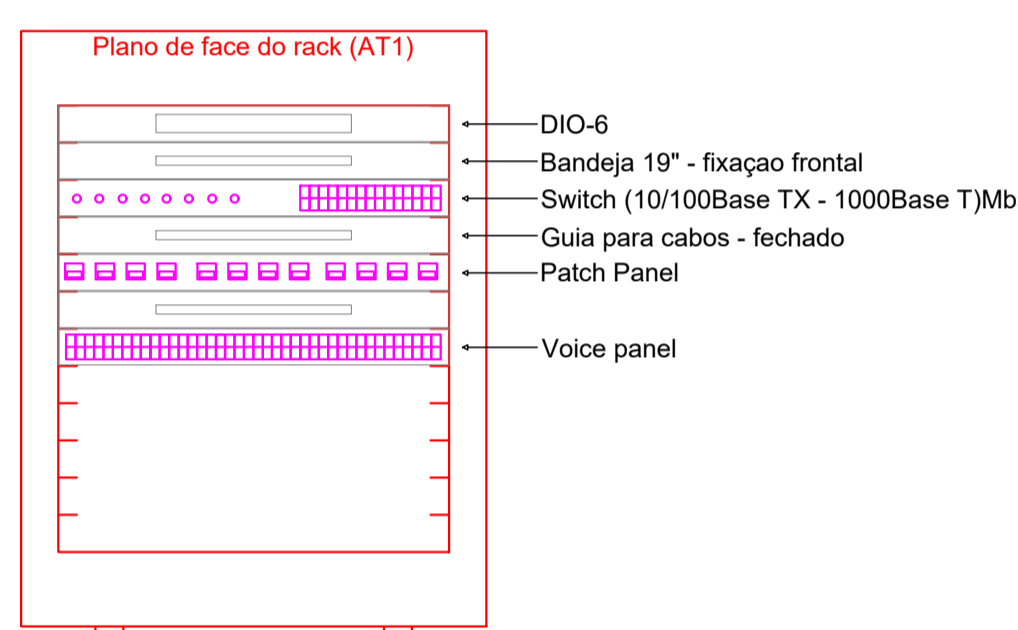 Plano de face do rack (AT1)
DIO-6
Bandeja 19" - fixaçao frontal
Switch (10/100Base TX - 1000Base T)Mb
Guia para cabos - fechado
Patch Panel
Voice panel